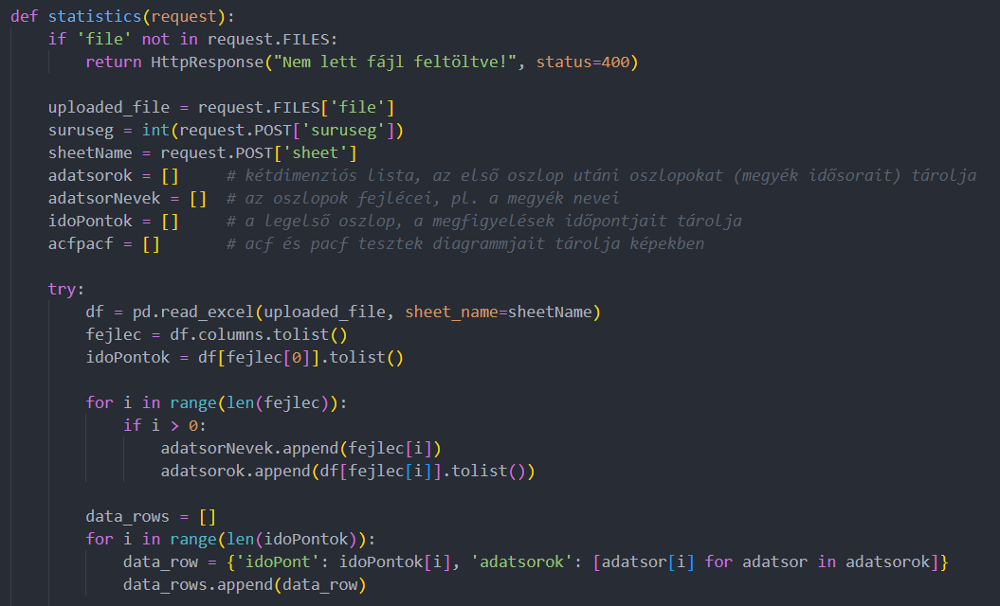 def statistics(request):
    if 'file' not in request.FILES:
        return HttpResponse("Nem lett fájl feltöltve!", status=400)

    uploaded_file = request.FILES['file']
    suruseg = int(request.POST['suruseg'])
    sheetName = request.POST['sheet']
    adatsorok = []     # kétdimenziós lista, az első oszlop utáni oszlopokat (megyék idősorait) tárolja
    adatsorNevek = []  # az oszlopok fejlécei, pl. a megyék nevei
    idoPontok = []     # a legelső oszlop, a megfigyelések időpontjait tárolja
    acfpacf = []       # acf és pacf tesztek diagrammjait tárolja képekben

    try:
        df = pd.read_excel(uploaded_file, sheet_name=sheetName)
        fejlec = df.columns.tolist()
        idoPontok = df[fejlec[0]].tolist()

        for i in range(len(fejlec)):
            if i > 0:
                adatsorNevek.append(fejlec[i])
                adatsorok.append(df[fejlec[i]].tolist())

        data_rows = []
        for i in range(len(idoPontok)):
            data_row = {'idoPont': idoPontok[i], 'adatsorok': [adatsor[i] for adatsor in adatsorok]}
            data_rows.append(data_row)